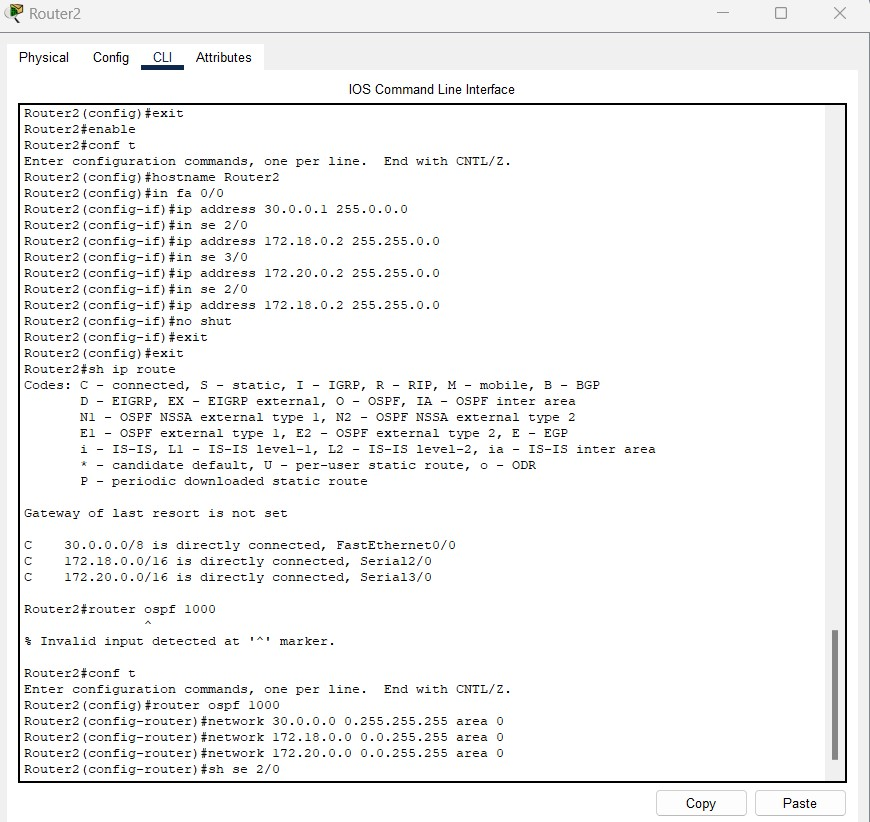 Router2
Physical Config CLI Attributes
IOS Command Line Interface
Router2(config)#exit
Router2#enable
Router2#conf t
Enter configuration commands, one per line.  End with CNTL/Z.
Router2(config)#hostname Router2
Router2(config)#in fa 0/0
Router2(config-if)#ip address 30.0.0.1 255.0.0.0
Router2(config-if)#in se 2/0
Router2(config-if)#ip address 172.18.0.2 255.255.0.0
Router2(config-if)#in se 3/0
Router2(config-if)#ip address 172.20.0.2 255.255.0.0
Router2(config-if)#in se 2/0
Router2(config-if)#ip address 172.18.0.2 255.255.0.0
Router2(config-if)#no shut
Router2(config-if)#exit
Router2(config)#exit
Router2#sh ip route
Codes: C - connected, S - static, I - IGRP, R - RIP, M - mobile, B - BGP
       D - EIGRP, EX - EIGRP external, O - OSPF, IA - OSPF inter area
       N1 - OSPF NSSA external type 1, N2 - OSPF NSSA external type 2
       E1 - OSPF external type 1, E2 - OSPF external type 2, E - EGP
       i - IS-IS, L1 - IS-IS level-1, L2 - IS-IS level-2, ia - IS-IS inter area
       * - candidate default, U - per-user static route, o - ODR
       P - periodic downloaded static route
Gateway of last resort is not set
C    30.0.0.0/8 is directly connected, FastEthernet0/0
C    172.18.0.0/16 is directly connected, Serial2/0
C    172.20.0.0/16 is directly connected, Serial3/0
Router2#router ospf 1000
               ^
% Invalid input detected at '^' marker.
Router2#conf t
Enter configuration commands, one per line.  End with CNTL/Z.
Router2(config)#router ospf 1000
Router2(config-router)#network 30.0.0.0 0.255.255.255 area 0
Router2(config-router)#network 172.18.0.0 0.0.255.255 area 0
Router2(config-router)#network 172.20.0.0 0.0.255.255 area 0
Router2(config-router)#sh se 2/0
Copy Paste